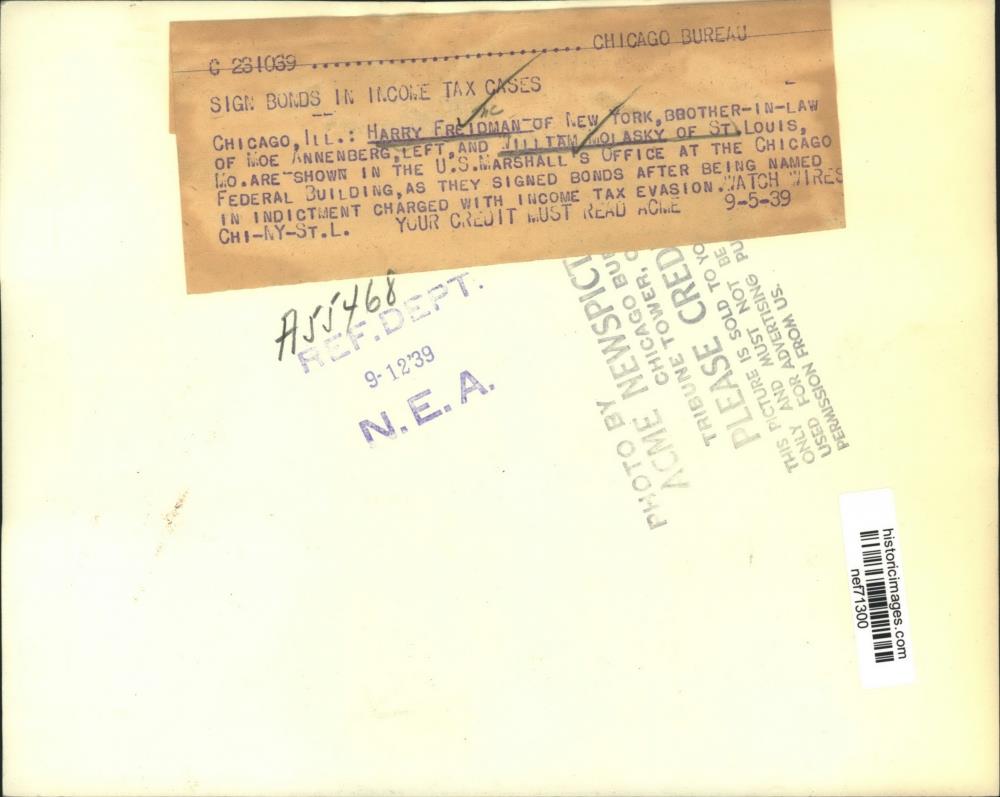 C 231039 .............................. CHICAGO BUREAU
SIGN BONDS IN INCOME TAX CASES
CHICAGO, ILL.: HARRY FREIDMAN OF NEW YORK, BBOTHER-IN-LAW
OF MOE ANNENBERG, LEFT, AND WILLIAM MOLASKY OF ST. LOUIS,
MO. ARE SHOWN IN THE U.S. MARSHALL'S OFFICE AT THE CHICAGO
FEDERAL BUILDING, AS THEY SIGNED BONDS AFTER BEING NAMED
IN INDICTMENT CHARGED WITH INCOME TAX EVASION. WATCH WIRES
CHI-NY-ST.L. YOUR CREDIT MUST READ ACME 9-5-39
A55468
REF. DEPT.
9-12'39
N.E.A.
PHOTO BY
ACME NEWSPICT
CHICAGO BU
TRIBUNE TOWER, C
PLEASE CRED
THIS PICTURE IS SOLD TO YO
ONLY AND MUST NOT BE
USED FOR ADVERTISING PU
PERMISSION FROM US.
historicimages.com
nef71300